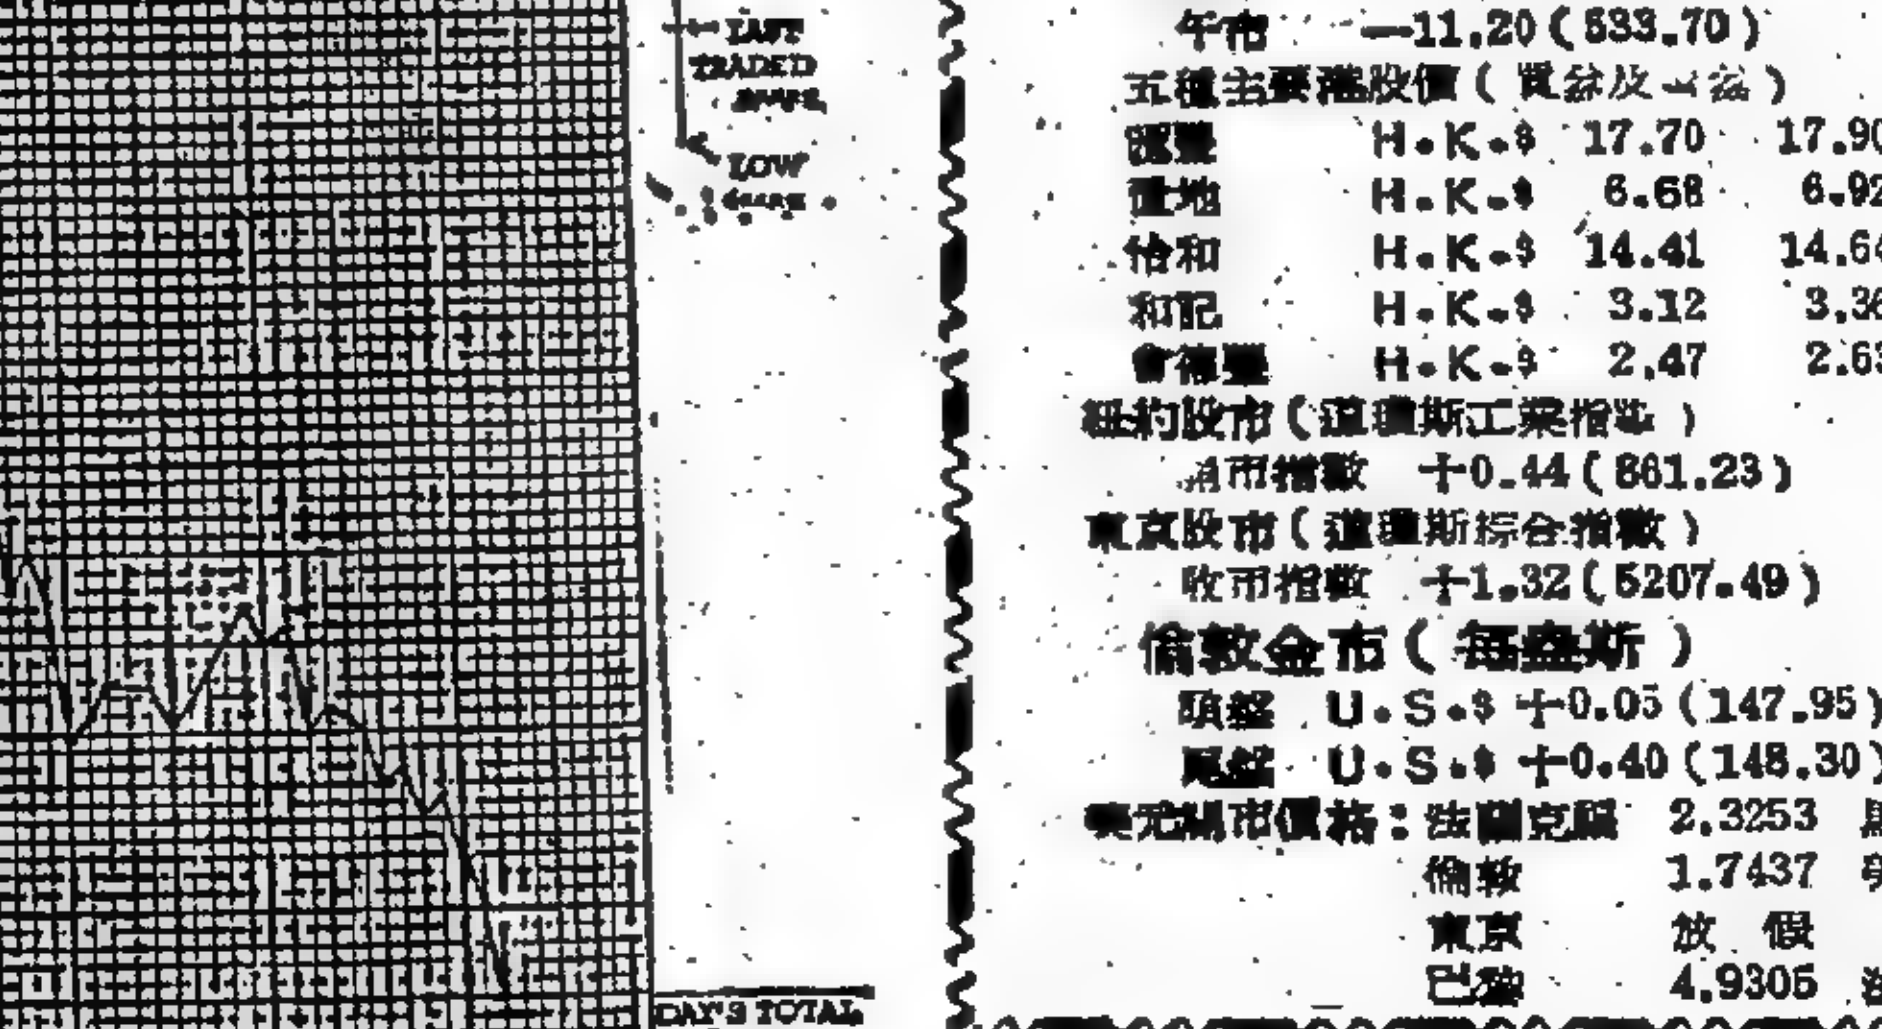 LAST
TRADED
LOW
DAY'S TOTAL
午市 —11.20(533.70)
五種主要港股價(買盆及 盆)
滙豐 H.K.$ 17.70 17.90
置地 H.K.$ 6.68 6.92
怡和 H.K.$ 14.41 14.64
和記 H.K.$ 3.12 3.36
會德豐 H.K.$ 2.47 2.63
紐約股市(道瓊斯工業指數)
市指數 +0.44(861.23)
東京股市(道瓊斯綜合指數)
收市指數 +1.32(5207.49)
倫敦金市(每盎斯)
頭盤 U.S.$ +0.05(147.95)
尾盤 U.S.$ +0.40(148.30)
美元期市價格:法蘭克福 2.3253
倫敦 1.7437
東京 放假
巴黎 4.9305